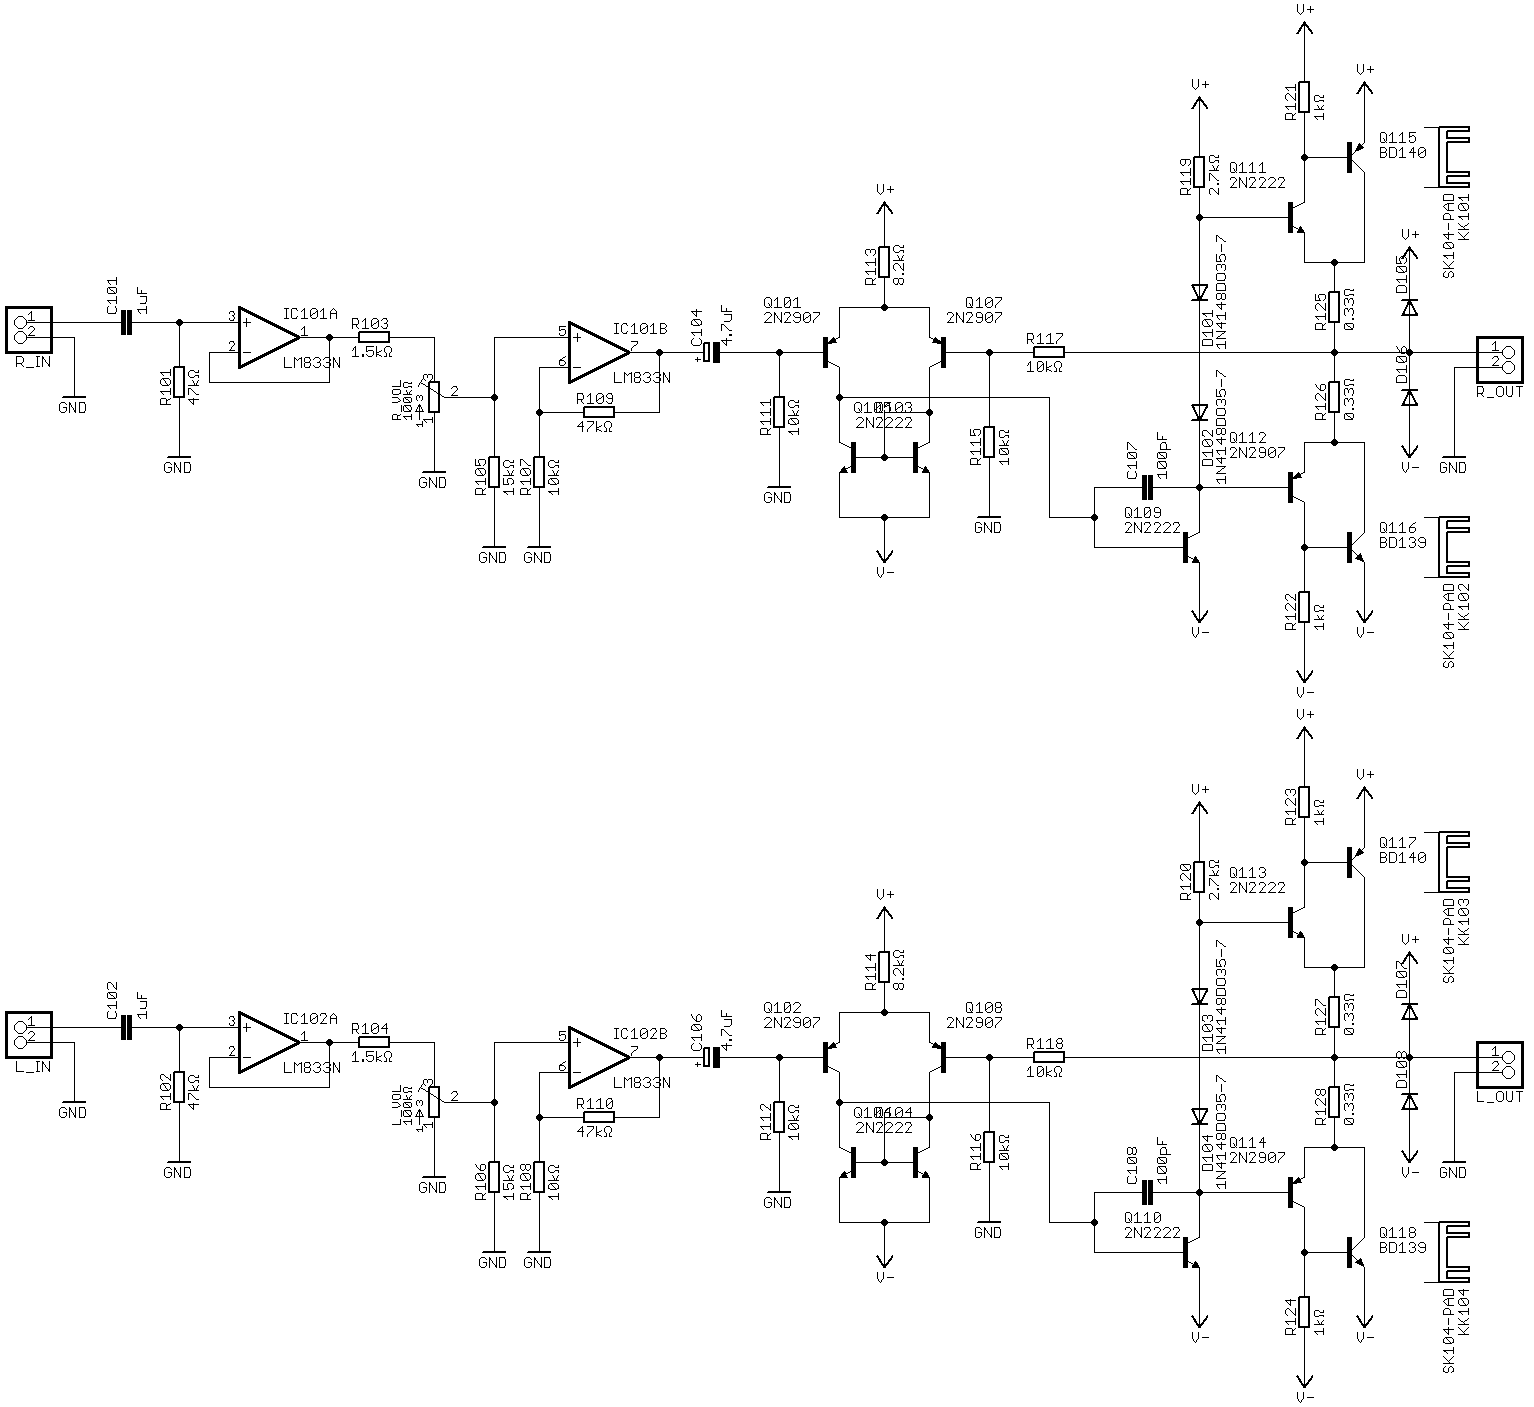 V+
V+
R121
1kΩ
Q115
BD140
SK104-PAD
KK101
V+
R119
2.7kΩ
Q111
2N2222
V+
R113
8.2kΩ
V+
D105
1N4148DO35-7
D101
R125
0.33Ω
C101
1uF
1
2
R_IN
GND
R101
47kΩ
GND
3
2
1
IC101A
LM833N
R103
1.5kΩ
R_VOL
100kΩ
3
2
1
1
3
GND
R105
15kΩ
GND
R107
10kΩ
GND
5
6
7
IC101B
LM833N
R109
47kΩ
C104
4.7uF
+
Q101
2N2907
Q107
2N2907
R111
10kΩ
GND
Q103
2N2222
V-
R115
10kΩ
GND
R117
10kΩ
C107
100pF
D102
1N4148DO35-7
Q109
2N2222
V-
Q112
2N2907
R126
0.33Ω
D106
V-
1
2
R_OUT
GND
Q116
BD139
SK104-PAD
KK102
R122
1kΩ
V-
V-
V+
V+
R123
1kΩ
Q117
BD140
SK104-PAD
KK103
V+
R120
2.7kΩ
Q113
2N2222
V+
R114
8.2kΩ
V+
D107
1N4148DO35-7
D103
R127
0.33Ω
C102
1uF
1
2
L_IN
GND
R102
47kΩ
GND
3
2
1
IC102A
LM833N
R104
1.5kΩ
L_VOL
100kΩ
3
2
1
1
3
GND
R106
15kΩ
GND
R108
10kΩ
GND
5
6
7
IC102B
LM833N
R110
47kΩ
C106
4.7uF
+
Q102
2N2907
Q108
2N2907
R112
10kΩ
GND
Q104
2N2222
V-
R116
10kΩ
GND
R118
10kΩ
C108
100pF
D104
1N4148DO35-7
Q110
2N2222
V-
Q114
2N2907
R128
0.33Ω
D108
V-
1
2
L_OUT
GND
Q118
BD139
SK104-PAD
KK104
R124
1kΩ
V-
V-